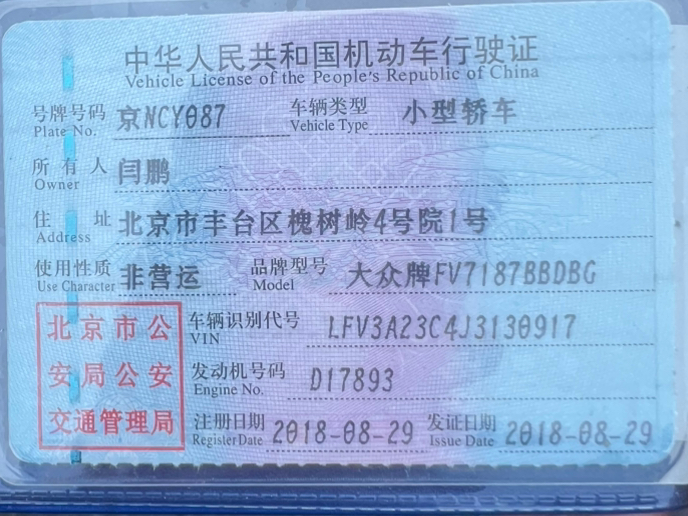 中华人民共和国机动车行驶证
Vehicle License of the People's Republic of China
号牌号码 京NCY087 车辆类型 小型轿车
Plate No. Vehicle Type
所有人 闫鹏
Owner
住址 北京市丰台区槐树岭4号院1号
Address
使用性质 非营运 品牌型号 大众牌FV7187BBDBG
Use Character Model
北京市公 车辆识别代号 LFV3A23C4J3130917
VIN
安局公安 发动机号码 D17893
Engine No.
交通管理局 注册日期 2018-08-29 发证日期 2018-08-29
Register Date Issue Date